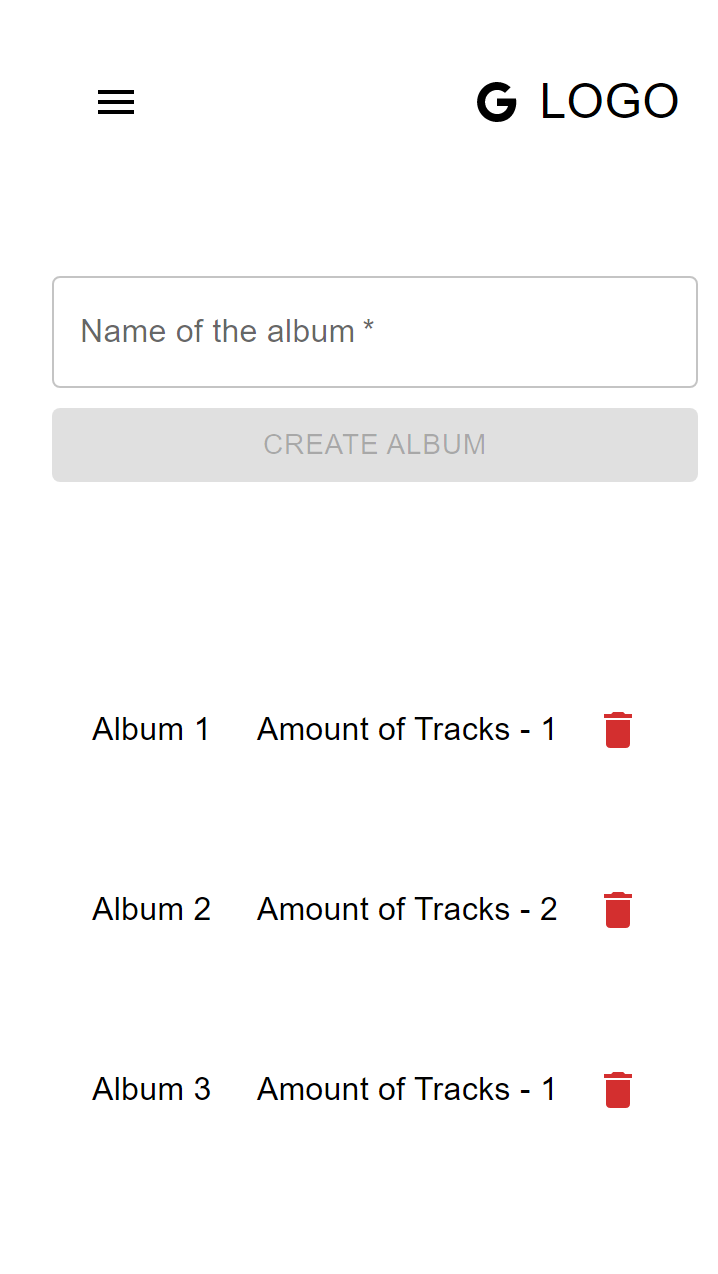 G LOGO
Name of the album *
CREATE ALBUM
Album 1 Amount of Tracks - 1
Album 2 Amount of Tracks - 2
Album 3 Amount of Tracks - 1